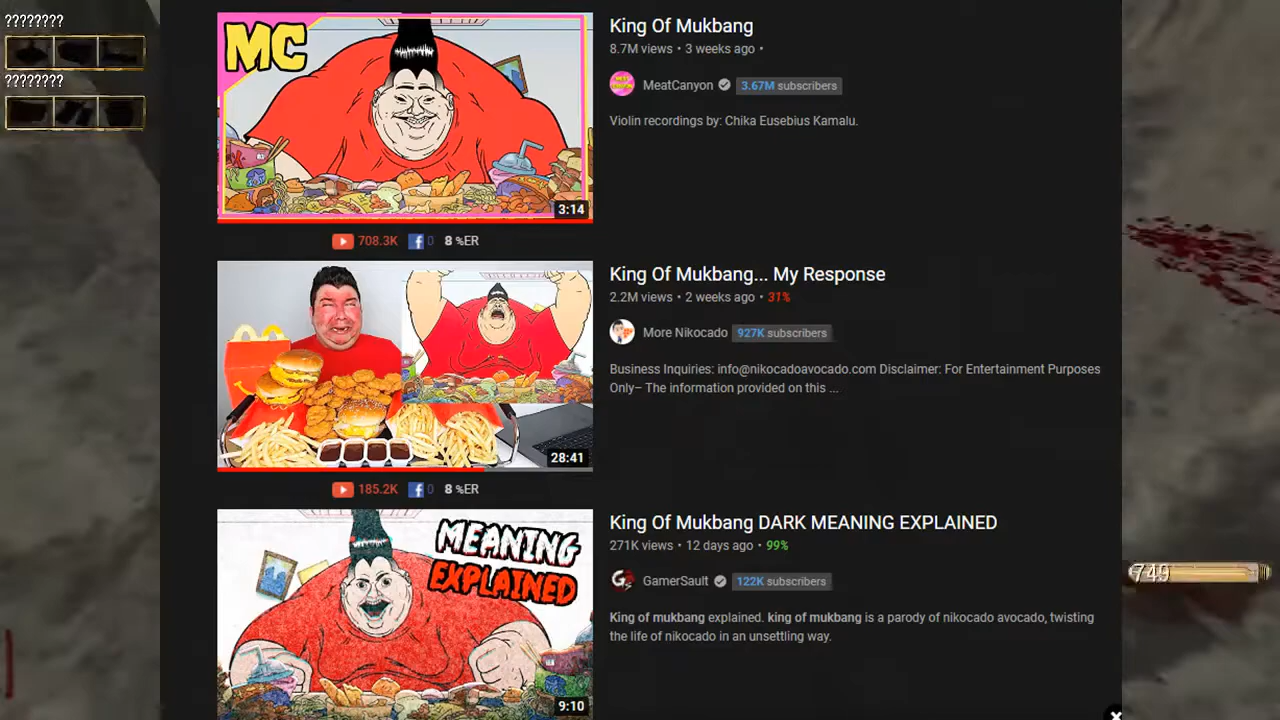 ????????
????????
MC
3:14
708.3K 0 8 %ER
King Of Mukbang
8.7M views • 3 weeks ago •
MeatCanyon 3.67M subscribers
Violin recordings by: Chika Eusebius Kamalu.
28:41
185.2K 0 8 %ER
King Of Mukbang... My Response
2.2M views • 2 weeks ago • 31%
More Nikocado 927K subscribers
Business Inquiries: info@nikocadoavocado.com Disclaimer: For Entertainment Purposes
Only– The information provided on this ...
MEANING
EXPLAINED
9:10
King Of Mukbang DARK MEANING EXPLAINED
271K views • 12 days ago • 99%
GamerSault 122K subscribers
King of mukbang explained. king of mukbang is a parody of nikocado avocado, twisting
the life of nikocado in an unsettling way.
749